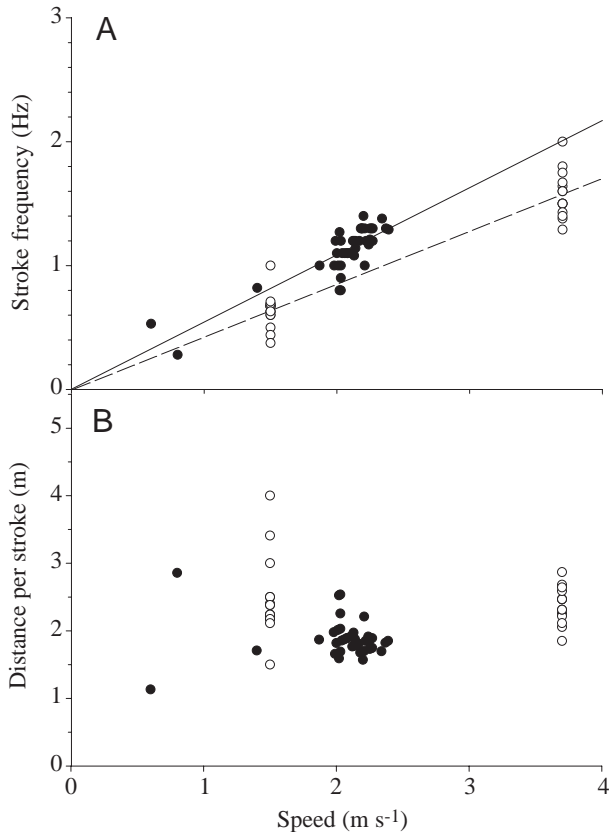 A
Stroke frequency (Hz)
3
2
1
0
B
Distance per stroke (m)
5
4
3
2
1
0
0 1 2 3 4
Speed (m s-1)